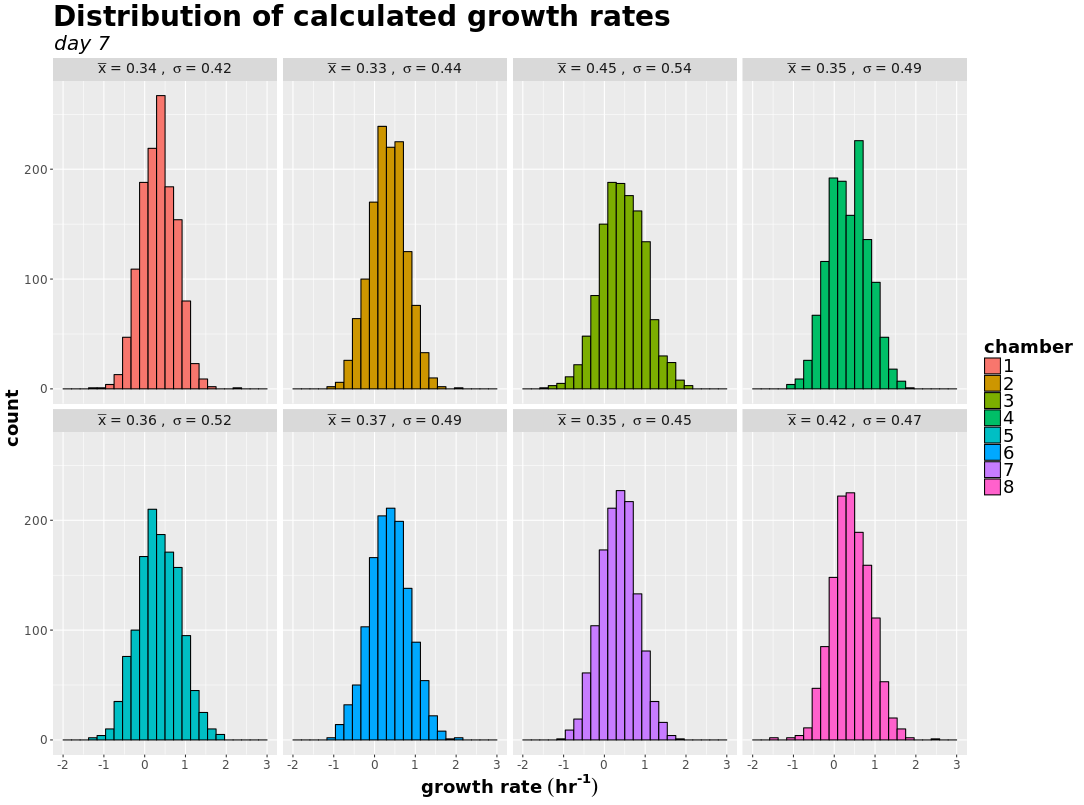 Distribution of calculated growth rates
day 7
x̅ = 0.34 , σ = 0.42
x̅ = 0.33 , σ = 0.44
x̅ = 0.45 , σ = 0.54
x̅ = 0.35 , σ = 0.49
200
100
0
x̅ = 0.36 , σ = 0.52
x̅ = 0.37 , σ = 0.49
x̅ = 0.35 , σ = 0.45
x̅ = 0.42 , σ = 0.47
200
100
0
-2 -1 0 1 2 3
-2 -1 0 1 2 3
-2 -1 0 1 2 3
-2 -1 0 1 2 3
growth rate (hr⁻¹)
count
chamber
1
2
3
4
5
6
7
8